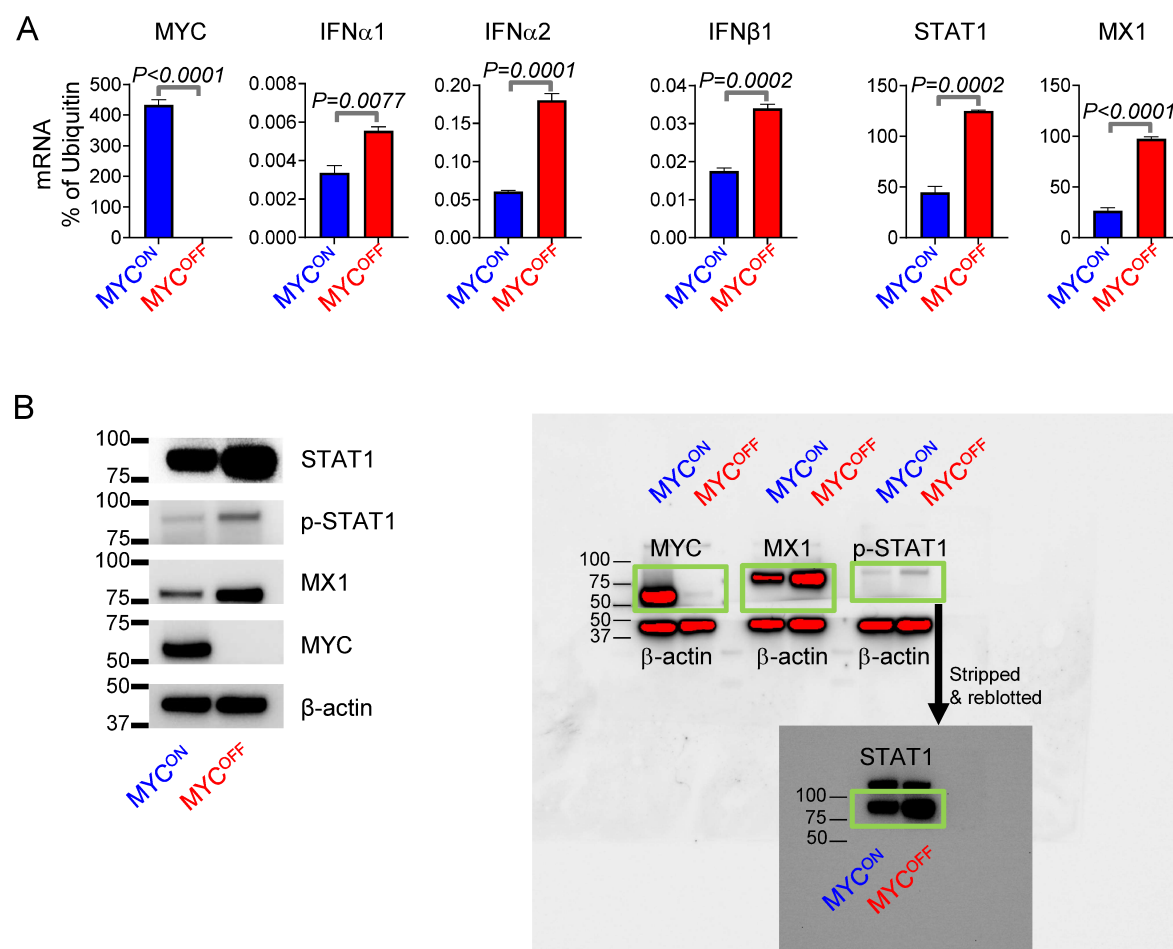 A
MYC
IFNα1
IFNα2
IFNβ1
STAT1
MX1
mRNA
% of Ubiquitin
P<0.0001
500
400
300
200
100
0
MYCᴼᴺ
MYCᴼᶠᶠ
P=0.0077
0.008
0.006
0.004
0.002
0.000
MYCᴼᴺ
MYCᴼᶠᶠ
P=0.0001
0.20
0.15
0.10
0.05
0.00
MYCᴼᴺ
MYCᴼᶠᶠ
P=0.0002
0.04
0.03
0.02
0.01
0.00
MYCᴼᴺ
MYCᴼᶠᶠ
P=0.0002
150
100
50
0
MYCᴼᴺ
MYCᴼᶠᶠ
P<0.0001
150
100
50
0
MYCᴼᴺ
MYCᴼᶠᶠ
B
100
75
STAT1
100
75
p-STAT1
100
75
MX1
75
50
MYC
50
37
β-actin
MYCᴼᴺ
MYCᴼᶠᶠ
MYCᴼᴺ
MYCᴼᶠᶠ
MYCᴼᴺ
MYCᴼᶠᶠ
MYCᴼᴺ
MYCᴼᶠᶠ
MYC
MX1
p-STAT1
100
75
50
50
37
β-actin
β-actin
β-actin
Stripped
& reblotted
STAT1
100
75
50
MYCᴼᴺ
MYCᴼᶠᶠ